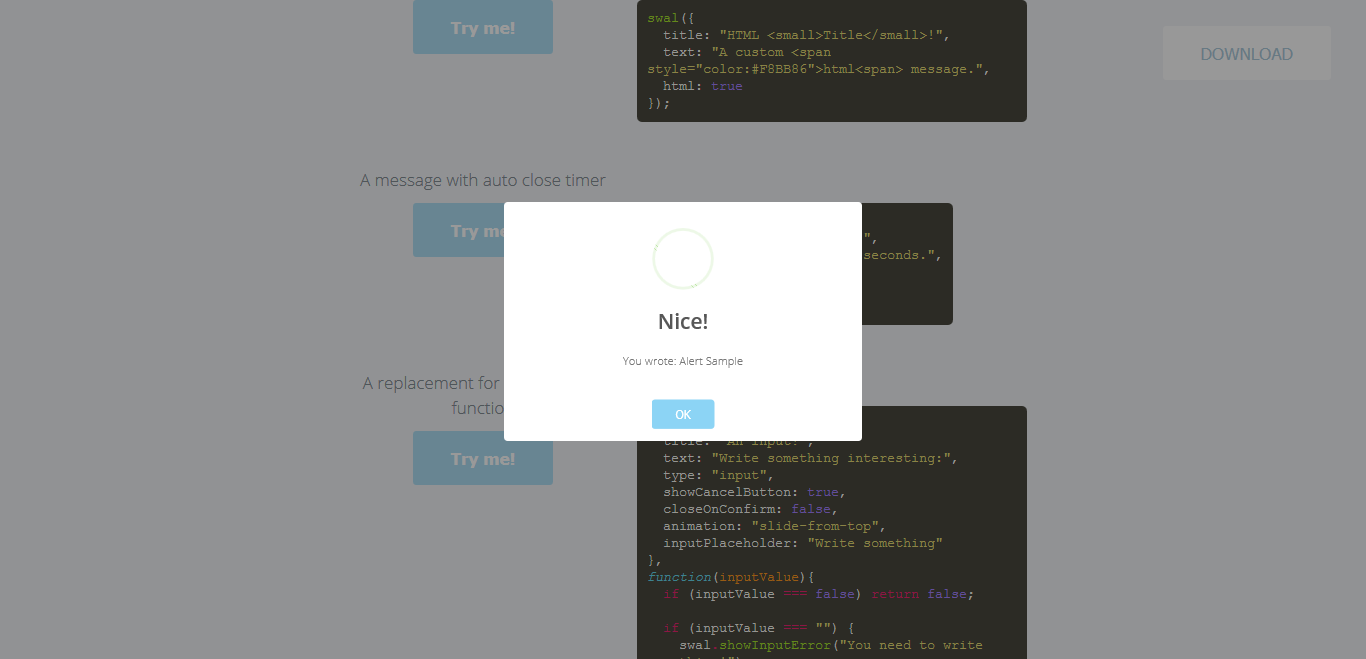 Try me!
swal({
title: "HTML <small>Title</small>!",
text: "A custom <span
style="color:#F8BB86">html<span> message.",
html: true
});
DOWNLOAD
A message with auto close timer
Try me
",
seconds.",
Nice!
You wrote: Alert Sample
OK
A replacement for
functio
Try me!
title: "An input!",
text: "Write something interesting:",
type: "input",
showCancelButton: true,
closeOnConfirm: false,
animation: "slide-from-top",
inputPlaceholder: "Write something"
},
function(inputValue){
if (inputValue === false) return false;
if (inputValue === "") {
swal.showInputError("You need to write